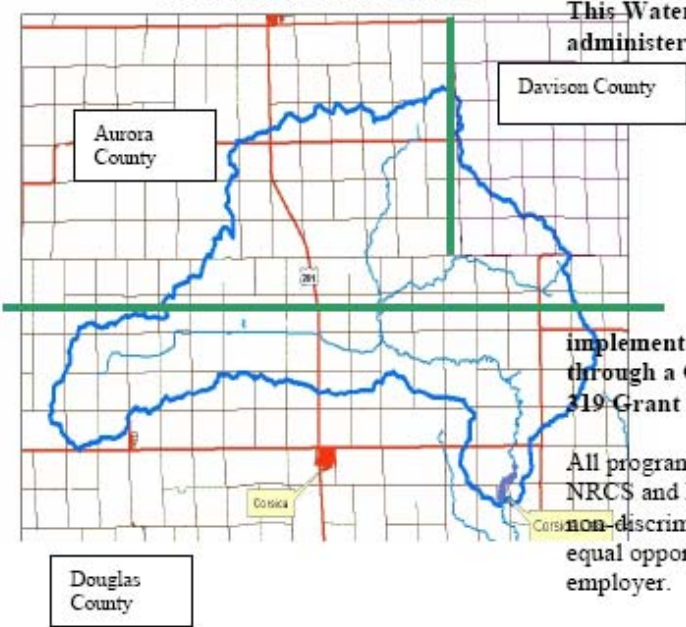 This Water
administer
Davison County
Aurora
County
281
implement
through a
319 Grant
All program
NRCS and
Corsica
non-discrim
equal oppor
employer.
Douglas
County